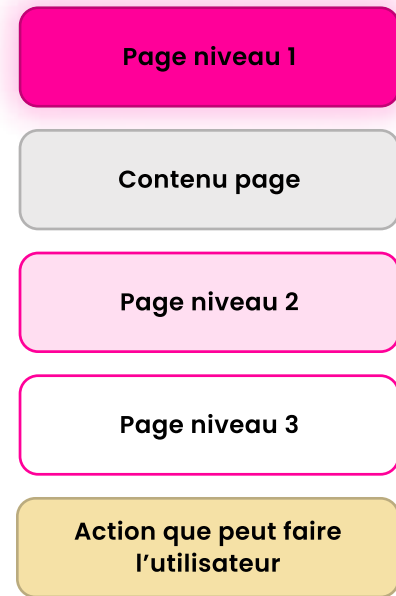 Page niveau 1
Contenu page
Page niveau 2
Page niveau 3
Action que peut faire
l’utilisateur